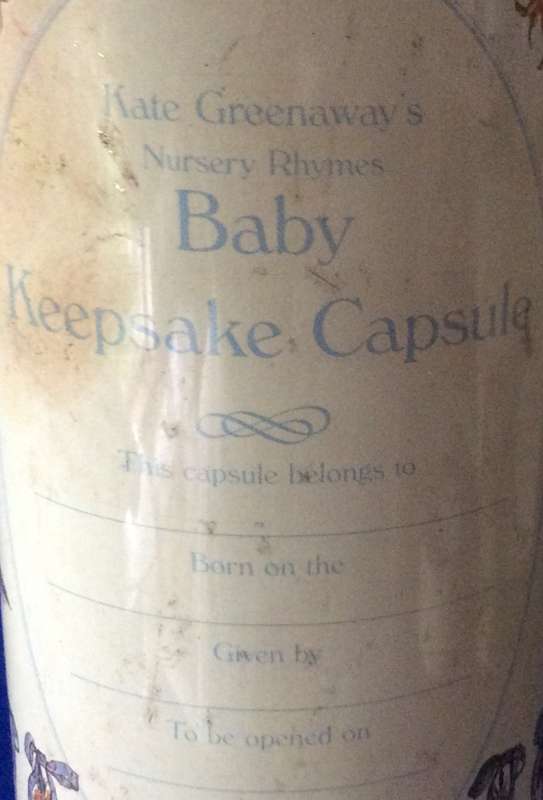 Kate Greenaway's
Nursery Rhymes
Baby
Keepsake Capsule
This capsule belongs to
Born on the
Given by
To be opened on